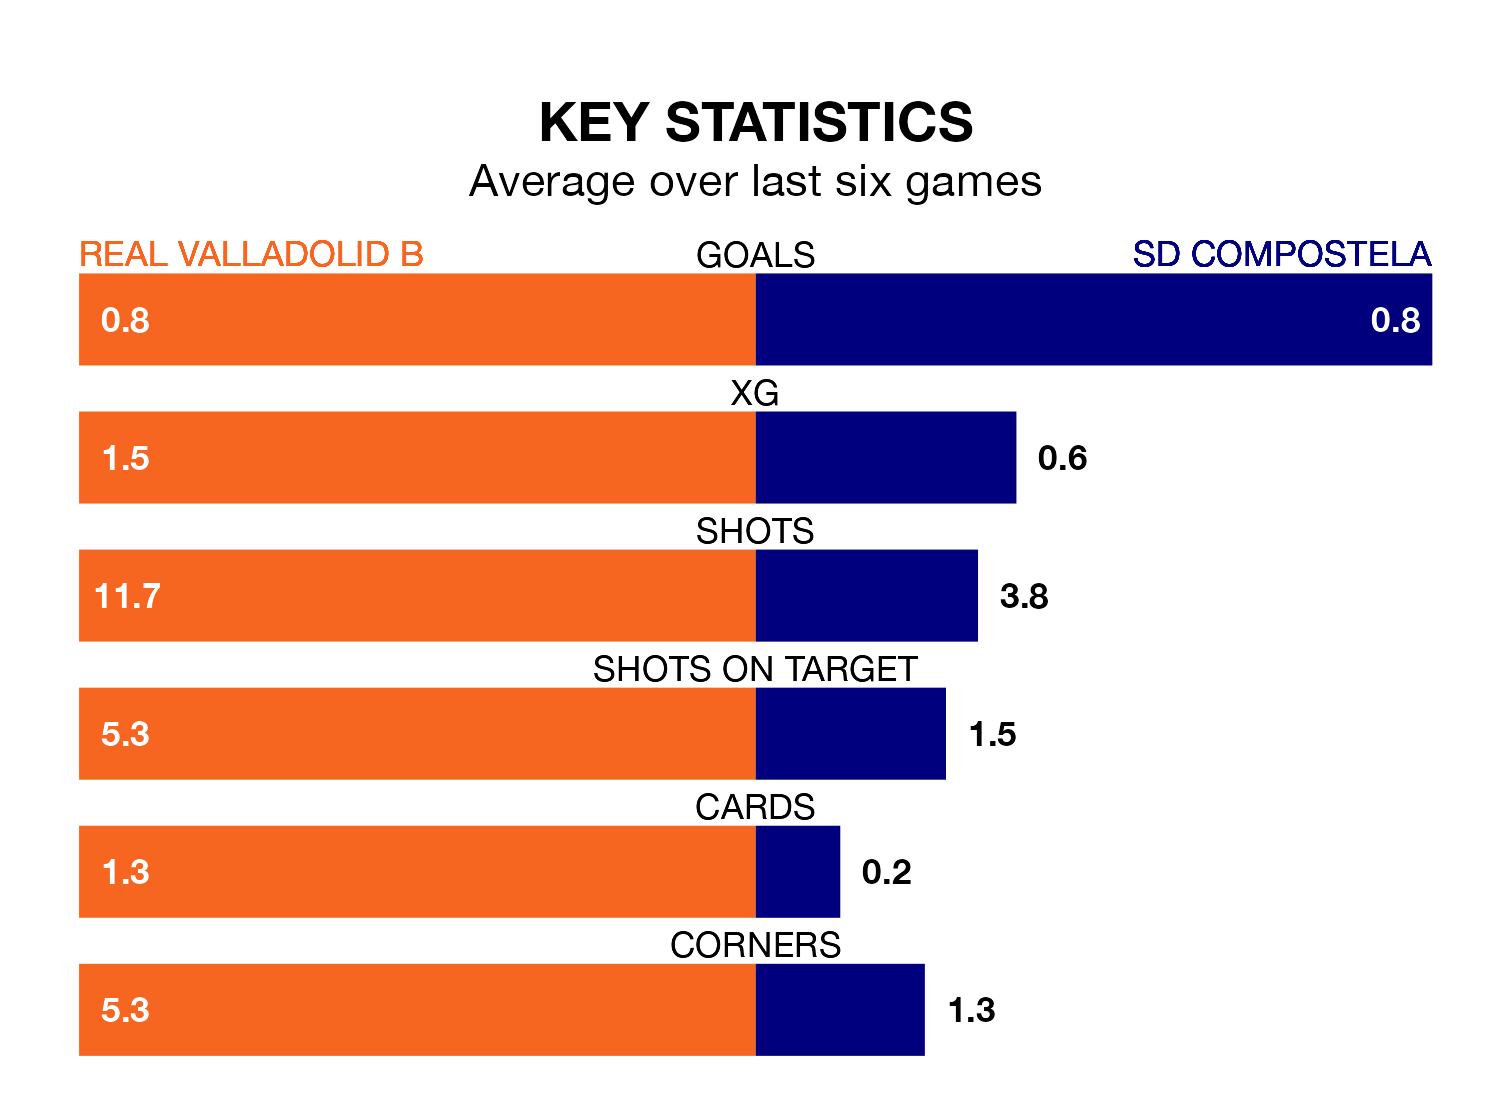 KEY STATISTICS
Average over last six games
REAL VALLADOLID B GOALS SD COMPOSTELA
0.8 0.8
XG
1.5 0.6
SHOTS
11.7 3.8
SHOTS ON TARGET
5.3 1.5
CARDS
1.3 0.2
CORNERS
5.3 1.3